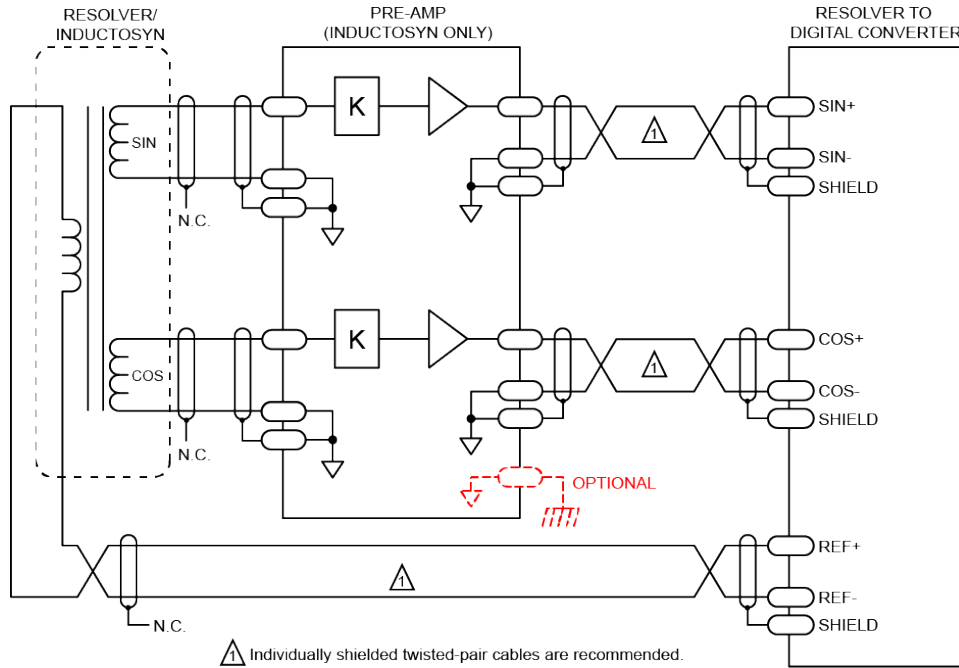 RESOLVER/
INDUCTOSYN
PRE-AMP
(INDUCTOSYN ONLY)
RESOLVER TO
DIGITAL CONVERTER
K
SIN+
1
SIN
SIN-
SHIELD
N.C.
K
COS+
1
COS
COS-
SHIELD
N.C.
OPTIONAL
REF+
1
REF-
N.C.
SHIELD
1 Individually shielded twisted-pair cables are recommended.